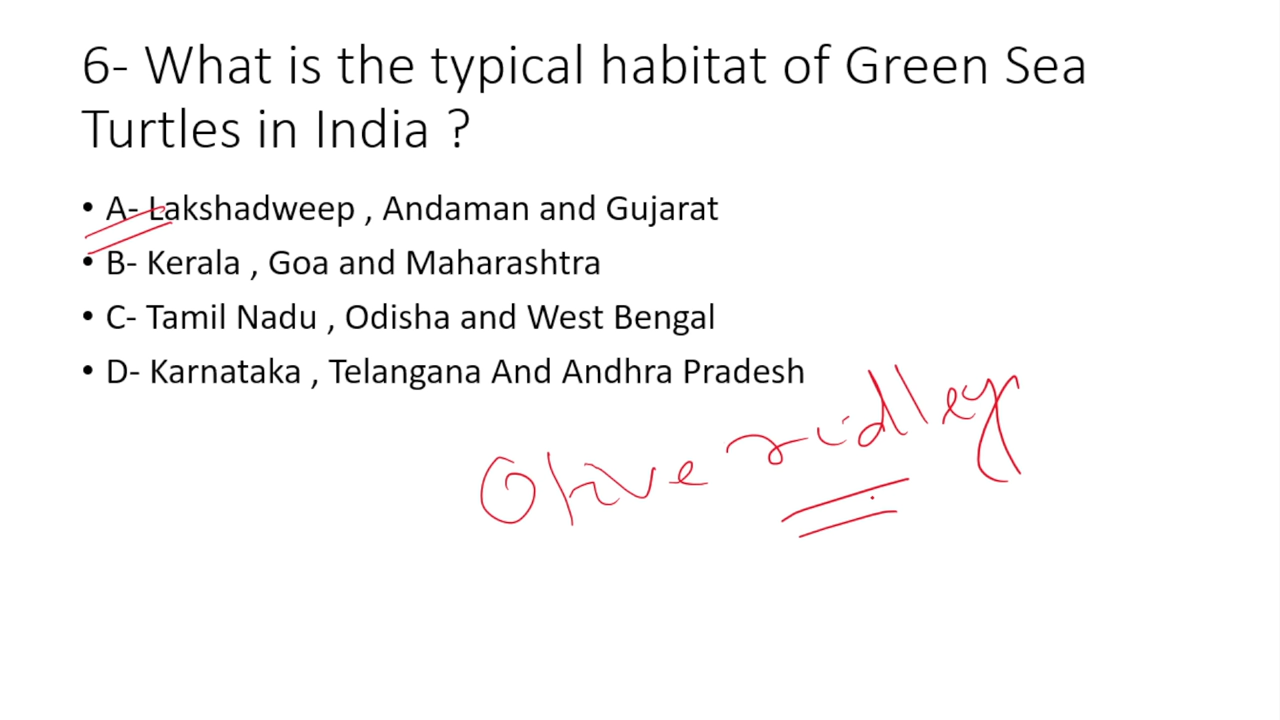 6- What is the typical habitat of Green Sea
Turtles in India ?
• A- Lakshadweep , Andaman and Gujarat
• B- Kerala , Goa and Maharashtra
• C- Tamil Nadu , Odisha and West Bengal
• D- Karnataka , Telangana And Andhra Pradesh
Olive ridley